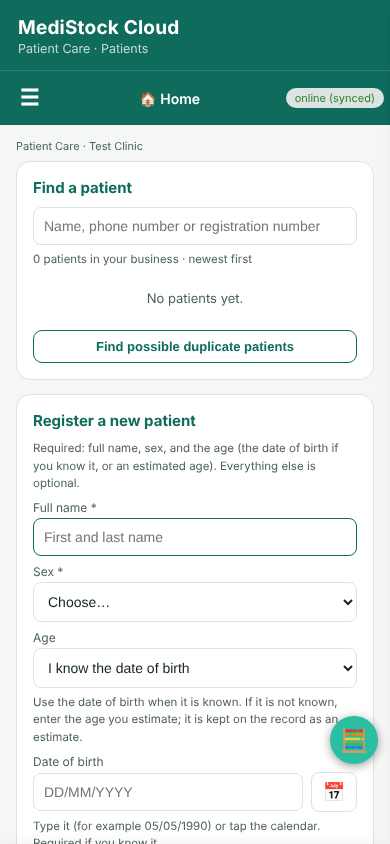 MediStock Cloud
Patient Care · Patients
☰
🏠 Home
online (synced)
Patient Care · Test Clinic
Find a patient
Name, phone number or registration number
0 patients in your business · newest first
No patients yet.
Find possible duplicate patients
Register a new patient
Required: full name, sex, and the age (the date of birth if
you know it, or an estimated age). Everything else is
optional.
Full name *
First and last name
Sex *
Choose…
Age
I know the date of birth
Use the date of birth when it is known. If it is not known,
enter the age you estimate; it is kept on the record as an
estimate.
Date of birth
DD/MM/YYYY
Type it (for example 05/05/1990) or tap the calendar.
Required if you know it